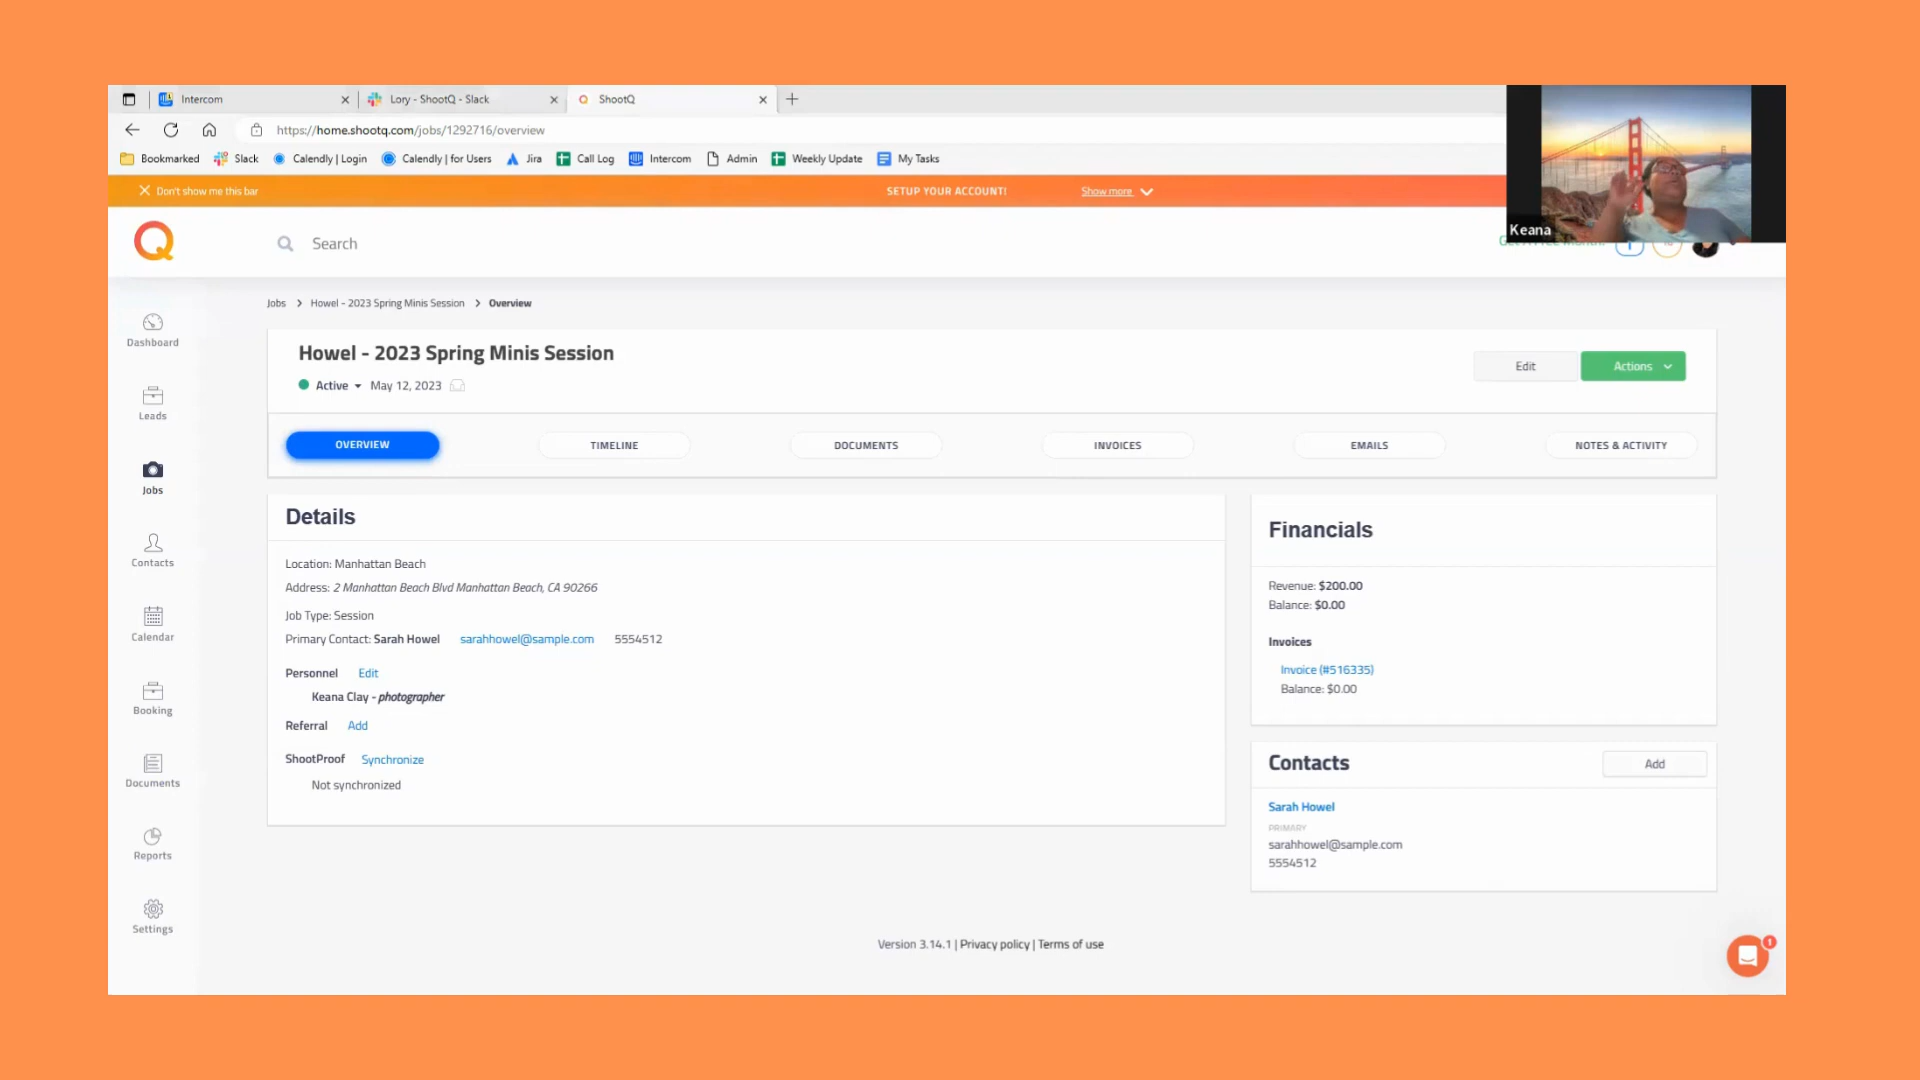 Intercom
Lory - ShootQ - Slack
ShootQ
https://home.shootq.com/jobs/1292716/overview
Bookmarked
Slack
Calendly | Login
Calendly | for Users
Jira
Call Log
Intercom
Admin
Weekly Update
My Tasks
Don't show me this bar
SETUP YOUR ACCOUNT!
Show more
Keana
Search
Jobs > Howel - 2023 Spring Minis Session > Overview
Howel - 2023 Spring Minis Session
Active
May 12, 2023
Edit
Actions
OVERVIEW
TIMELINE
DOCUMENTS
INVOICES
EMAILS
NOTES & ACTIVITY
Dashboard
Leads
Jobs
Contacts
Calendar
Booking
Documents
Reports
Settings
Details
Location: Manhattan Beach
Address: 2 Manhattan Beach Blvd Manhattan Beach, CA 90266
Job Type: Session
Primary Contact: Sarah Howel sarahhowel@sample.com 5554512
Personnel Edit
Keana Clay - photographer
Referral Add
ShootProof Synchronize
Not synchronized
Financials
Revenue: $200.00
Balance: $0.00
Invoices
Invoice (#516335)
Balance: $0.00
Contacts
Add
Sarah Howel
PRIMARY
sarahhowel@sample.com
5554512
Version 3.14.1 | Privacy policy | Terms of use
1